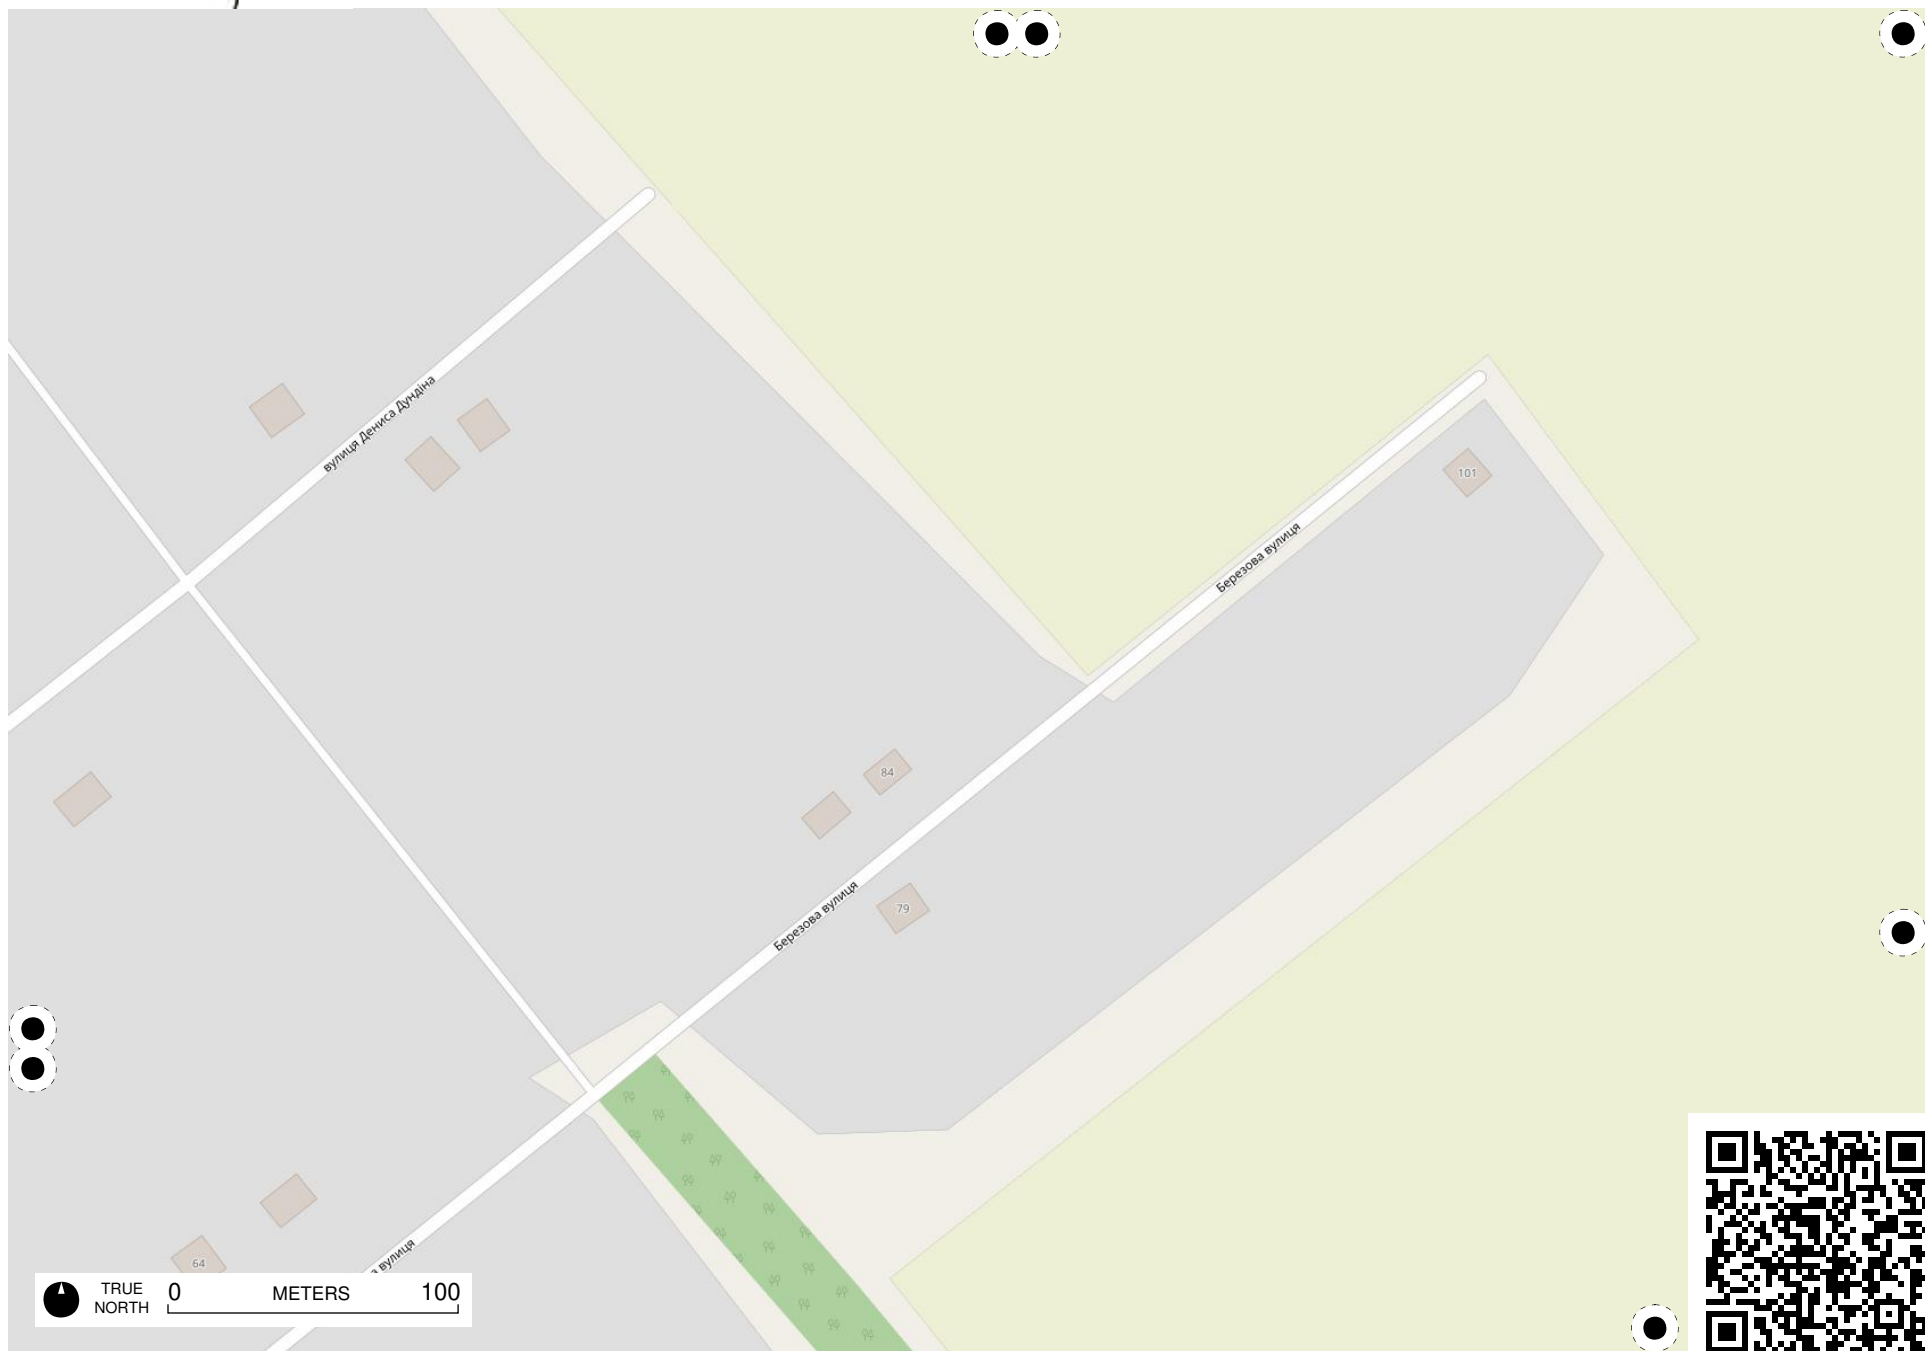 вулиця Дениса Дундіна
101
Березова вулиця
84
79
Березова вулиця
64
вулиця
TRUE
NORTH
0 METERS 100